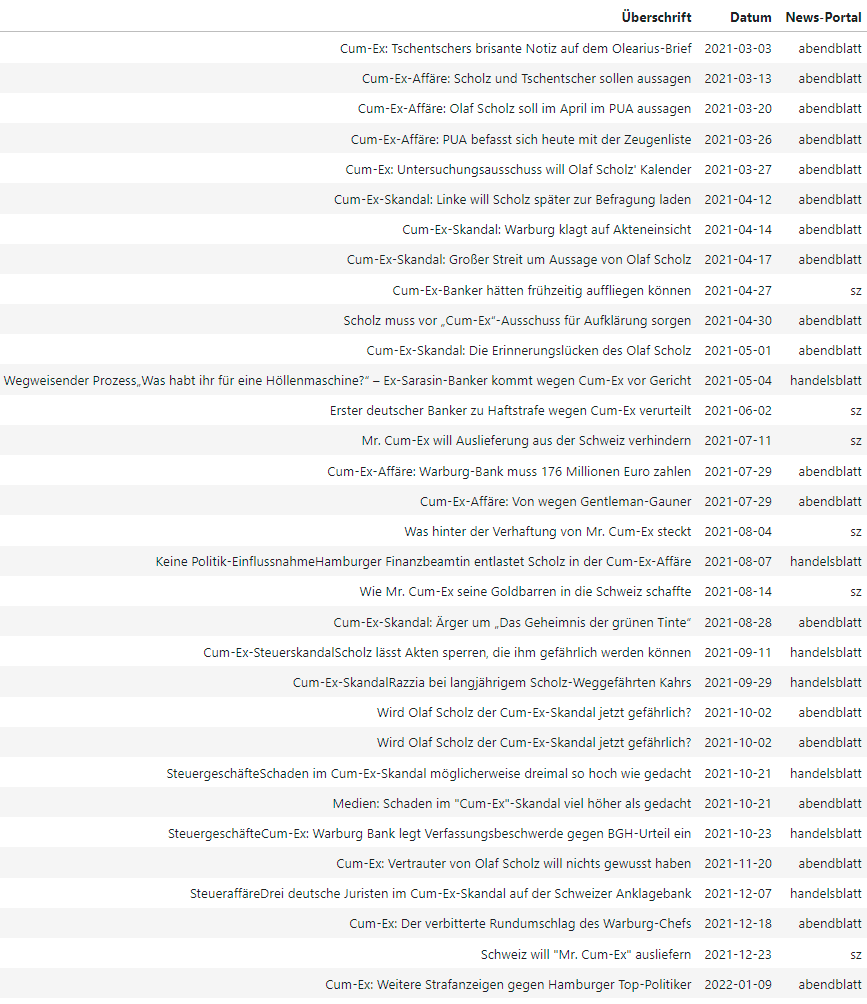 Überschrift Datum News-Portal
Cum-Ex: Tschentschers brisante Notiz auf dem Olearius-Brief 2021-03-03 abendblatt
Cum-Ex-Affäre: Scholz und Tschentscher sollen aussagen 2021-03-13 abendblatt
Cum-Ex-Affäre: Olaf Scholz soll im April im PUA aussagen 2021-03-20 abendblatt
Cum-Ex-Affäre: PUA befasst sich heute mit der Zeugenliste 2021-03-26 abendblatt
Cum-Ex: Untersuchungsausschuss will Olaf Scholz' Kalender 2021-03-27 abendblatt
Cum-Ex-Skandal: Linke will Scholz später zur Befragung laden 2021-04-12 abendblatt
Cum-Ex-Skandal: Warburg klagt auf Akteneinsicht 2021-04-14 abendblatt
Cum-Ex-Skandal: Großer Streit um Aussage von Olaf Scholz 2021-04-17 abendblatt
Cum-Ex-Banker hätten frühzeitig auffliegen können 2021-04-27 sz
Scholz muss vor „Cum-Ex“-Ausschuss für Aufklärung sorgen 2021-04-30 abendblatt
Cum-Ex-Skandal: Die Erinnerungslücken des Olaf Scholz 2021-05-01 abendblatt
Wegweisender Prozess„Was habt ihr für eine Höllenmaschine?“ – Ex-Sarasin-Banker kommt wegen Cum-Ex vor Gericht 2021-05-04 handelsblatt
Erster deutscher Banker zu Haftstrafe wegen Cum-Ex verurteilt 2021-06-02 sz
Mr. Cum-Ex will Auslieferung aus der Schweiz verhindern 2021-07-11 sz
Cum-Ex-Affäre: Warburg-Bank muss 176 Millionen Euro zahlen 2021-07-29 abendblatt
Cum-Ex-Affäre: Von wegen Gentleman-Gauner 2021-07-29 abendblatt
Was hinter der Verhaftung von Mr. Cum-Ex steckt 2021-08-04 sz
Keine Politik-EinflussnahmeHamburger Finanzbeamtin entlastet Scholz in der Cum-Ex-Affäre 2021-08-07 handelsblatt
Wie Mr. Cum-Ex seine Goldbarren in die Schweiz schaffte 2021-08-14 sz
Cum-Ex-Skandal: Ärger um „Das Geheimnis der grünen Tinte“ 2021-08-28 abendblatt
Cum-Ex-SteuerskandalScholz lässt Akten sperren, die ihm gefährlich werden können 2021-09-11 handelsblatt
Cum-Ex-SkandalRazzia bei langjährigem Scholz-Weggefährten Kahrs 2021-09-29 handelsblatt
Wird Olaf Scholz der Cum-Ex-Skandal jetzt gefährlich? 2021-10-02 abendblatt
Wird Olaf Scholz der Cum-Ex-Skandal jetzt gefährlich? 2021-10-02 abendblatt
SteuergeschäfteSchaden im Cum-Ex-Skandal möglicherweise dreimal so hoch wie gedacht 2021-10-21 handelsblatt
Medien: Schaden im "Cum-Ex"-Skandal viel höher als gedacht 2021-10-21 abendblatt
SteuergeschäfteCum-Ex: Warburg Bank legt Verfassungsbeschwerde gegen BGH-Urteil ein 2021-10-23 handelsblatt
Cum-Ex: Vertrauter von Olaf Scholz will nichts gewusst haben 2021-11-20 abendblatt
SteueraffäreDrei deutsche Juristen im Cum-Ex-Skandal auf der Schweizer Anklagebank 2021-12-07 handelsblatt
Cum-Ex: Der verbitterte Rundumschlag des Warburg-Chefs 2021-12-18 abendblatt
Schweiz will "Mr. Cum-Ex" ausliefern 2021-12-23 sz
Cum-Ex: Weitere Strafanzeigen gegen Hamburger Top-Politiker 2022-01-09 abendblatt